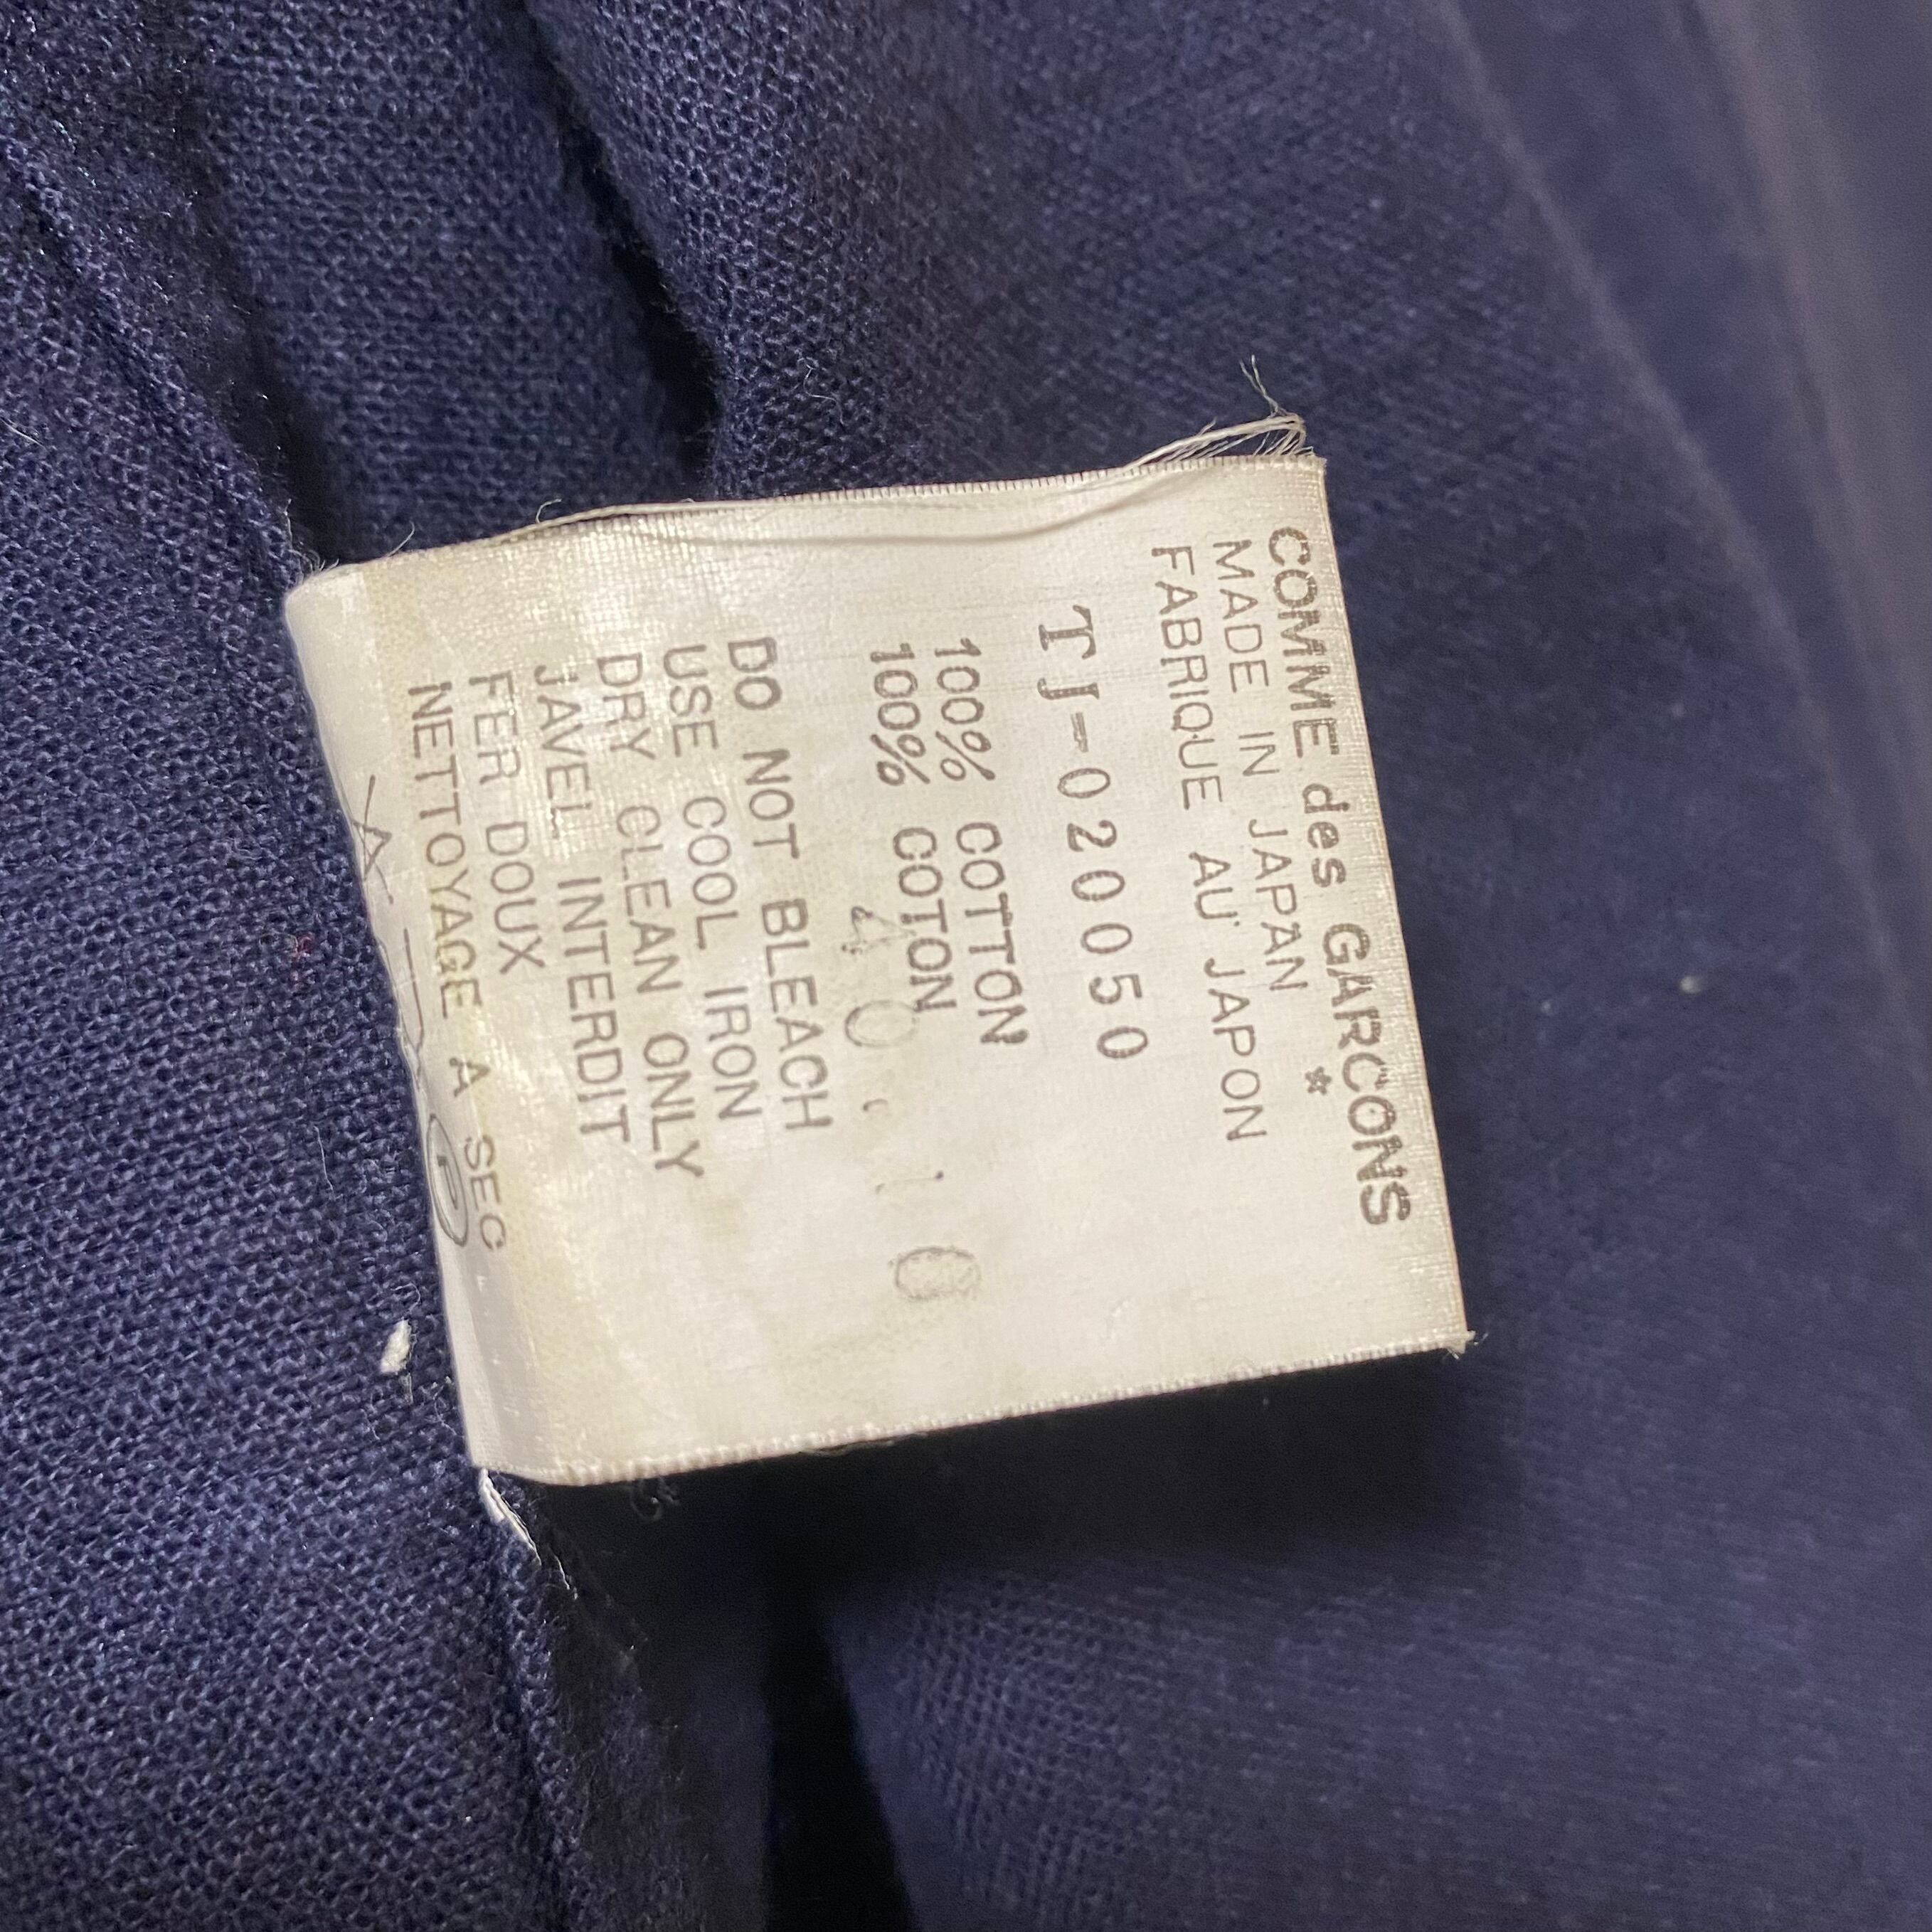 COMME des GARCONS
MADE IN JAPAN ☆
FABRIQUE AU JAPON
TJ-020050
100% COTTON
100% COTON
DO NOT BLEACH
USE COOL IRON
DRY CLEAN ONLY
JAVEL INTERDIT
FER DOUX
NETTOYAGE A SEC